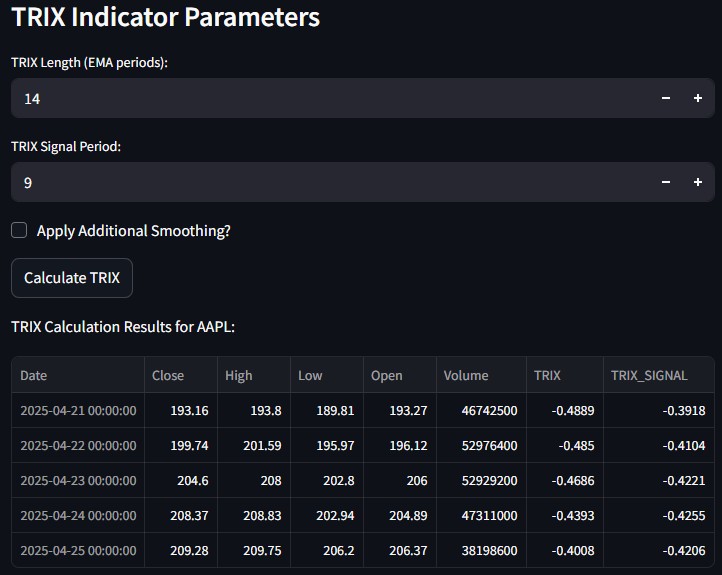 TRIX Indicator Parameters
TRIX Length (EMA periods):
14
TRIX Signal Period:
9
Apply Additional Smoothing?
Calculate TRIX
TRIX Calculation Results for AAPL:
Date Close High Low Open Volume TRIX TRIX_SIGNAL
2025-04-21 00:00:00 193.16 193.8 189.81 193.27 46742500 -0.4889 -0.3918
2025-04-22 00:00:00 199.74 201.59 195.97 196.12 52976400 -0.485 -0.4104
2025-04-23 00:00:00 204.6 208 202.8 206 52929200 -0.4686 -0.4221
2025-04-24 00:00:00 208.37 208.83 202.94 204.89 47311000 -0.4393 -0.4255
2025-04-25 00:00:00 209.28 209.75 206.2 206.37 38198600 -0.4008 -0.4206